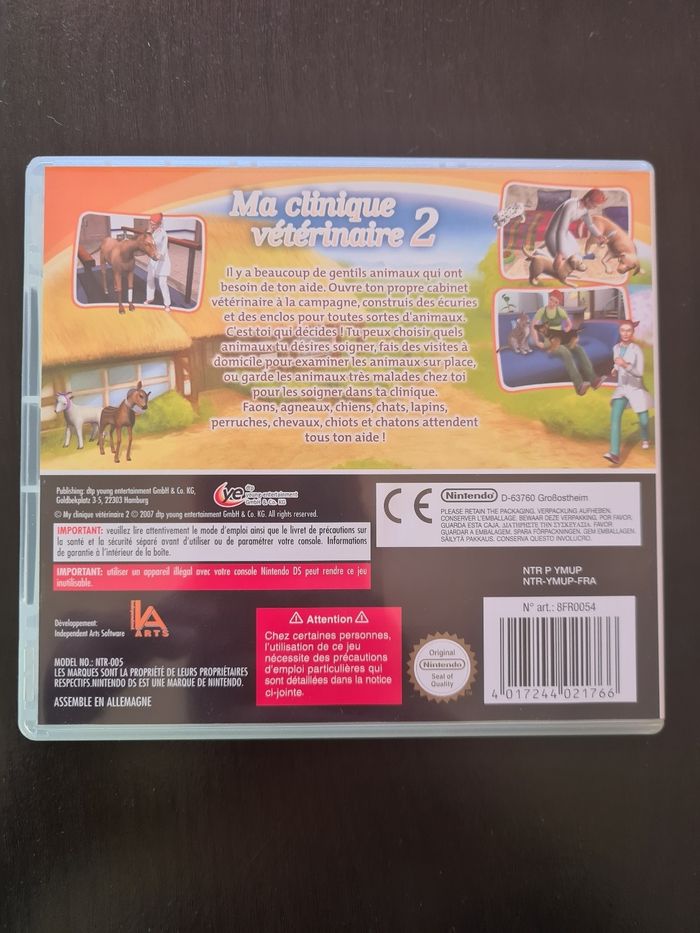 Ma clinique
vétérinaire 2
Il y a beaucoup de gentils animaux qui ont
besoin de ton aide. Ouvre ton propre cabinet
vétérinaire à la campagne, construis des écuries
et des enclos pour toutes sortes d'animaux.
C'est toi qui décides ! Tu peux choisir quels
animaux tu désires soigner, fais des visites à
domicile pour examiner les animaux sur place,
ou garde les animaux très malades chez toi
pour les soigner dans ta clinique.
Faons, agneaux, chiens, chats, lapins,
perruches, chevaux, chiots et chatons attendent
tous ton aide !
Publishing: dtp young entertainment GmbH & Co. KG,
Goldbekplatz 3-5, 22303 Hamburg
ye dtp
young entertainment
GmbH & Co. KG
© My clinique vétérinaire 2 © 2007 dtp young entertainment GmbH & Co. KG. All rights reserved.
IMPORTANT: veuillez lire attentivement le mode d'emploi ainsi que le livret de précautions sur
la santé et la sécurité séparé avant d'utiliser ou de paramétrer votre console. Informations
de garantie à l'intérieur de la boîte.
IMPORTANT: utiliser un appareil illégal avec votre console Nintendo DS peut rendre ce jeu
inutilisable.
CE
Nintendo D-63760 Großostheim
PLEASE RETAIN THE PACKAGING. VERPACKUNG AUFHEBEN.
CONSERVER L'EMBALLAGE. BEWAAR DEZE VERPAKKING. POR FAVOR,
GUARDA ESTA CAJA. ΔΙΑΤΗΡΗΣΤΕ ΤΗΝ ΣΥΣΚΕΥΑΣΙΑ. FAVOR
GUARDAR A EMBALAGEM. SPARA FÖRPACKNINGEN. GEM EMBALLAGEN.
SÄILYTÄ PAKKAUS. CONSERVA QUESTO INVOLUCRO.
NTR P YMUP
NTR-YMUP-FRA
Développement:
Independent Arts Software
IA
ARTS
MODEL NO.: NTR-005
LES MARQUES SONT LA PROPRIÉTÉ DE LEURS PROPRIÉTAIRES
RESPECTIFS.NINTENDO DS EST UNE MARQUE DE NINTENDO.
ASSEMBLE EN ALLEMAGNE
Attention
Chez certaines personnes,
l'utilisation de ce jeu
nécessite des précautions
d'emploi particulières qui
sont détaillées dans la notice
ci-jointe.
Original
Nintendo
Seal of
Quality
N° art.: 8FR0054
4 017244 021766